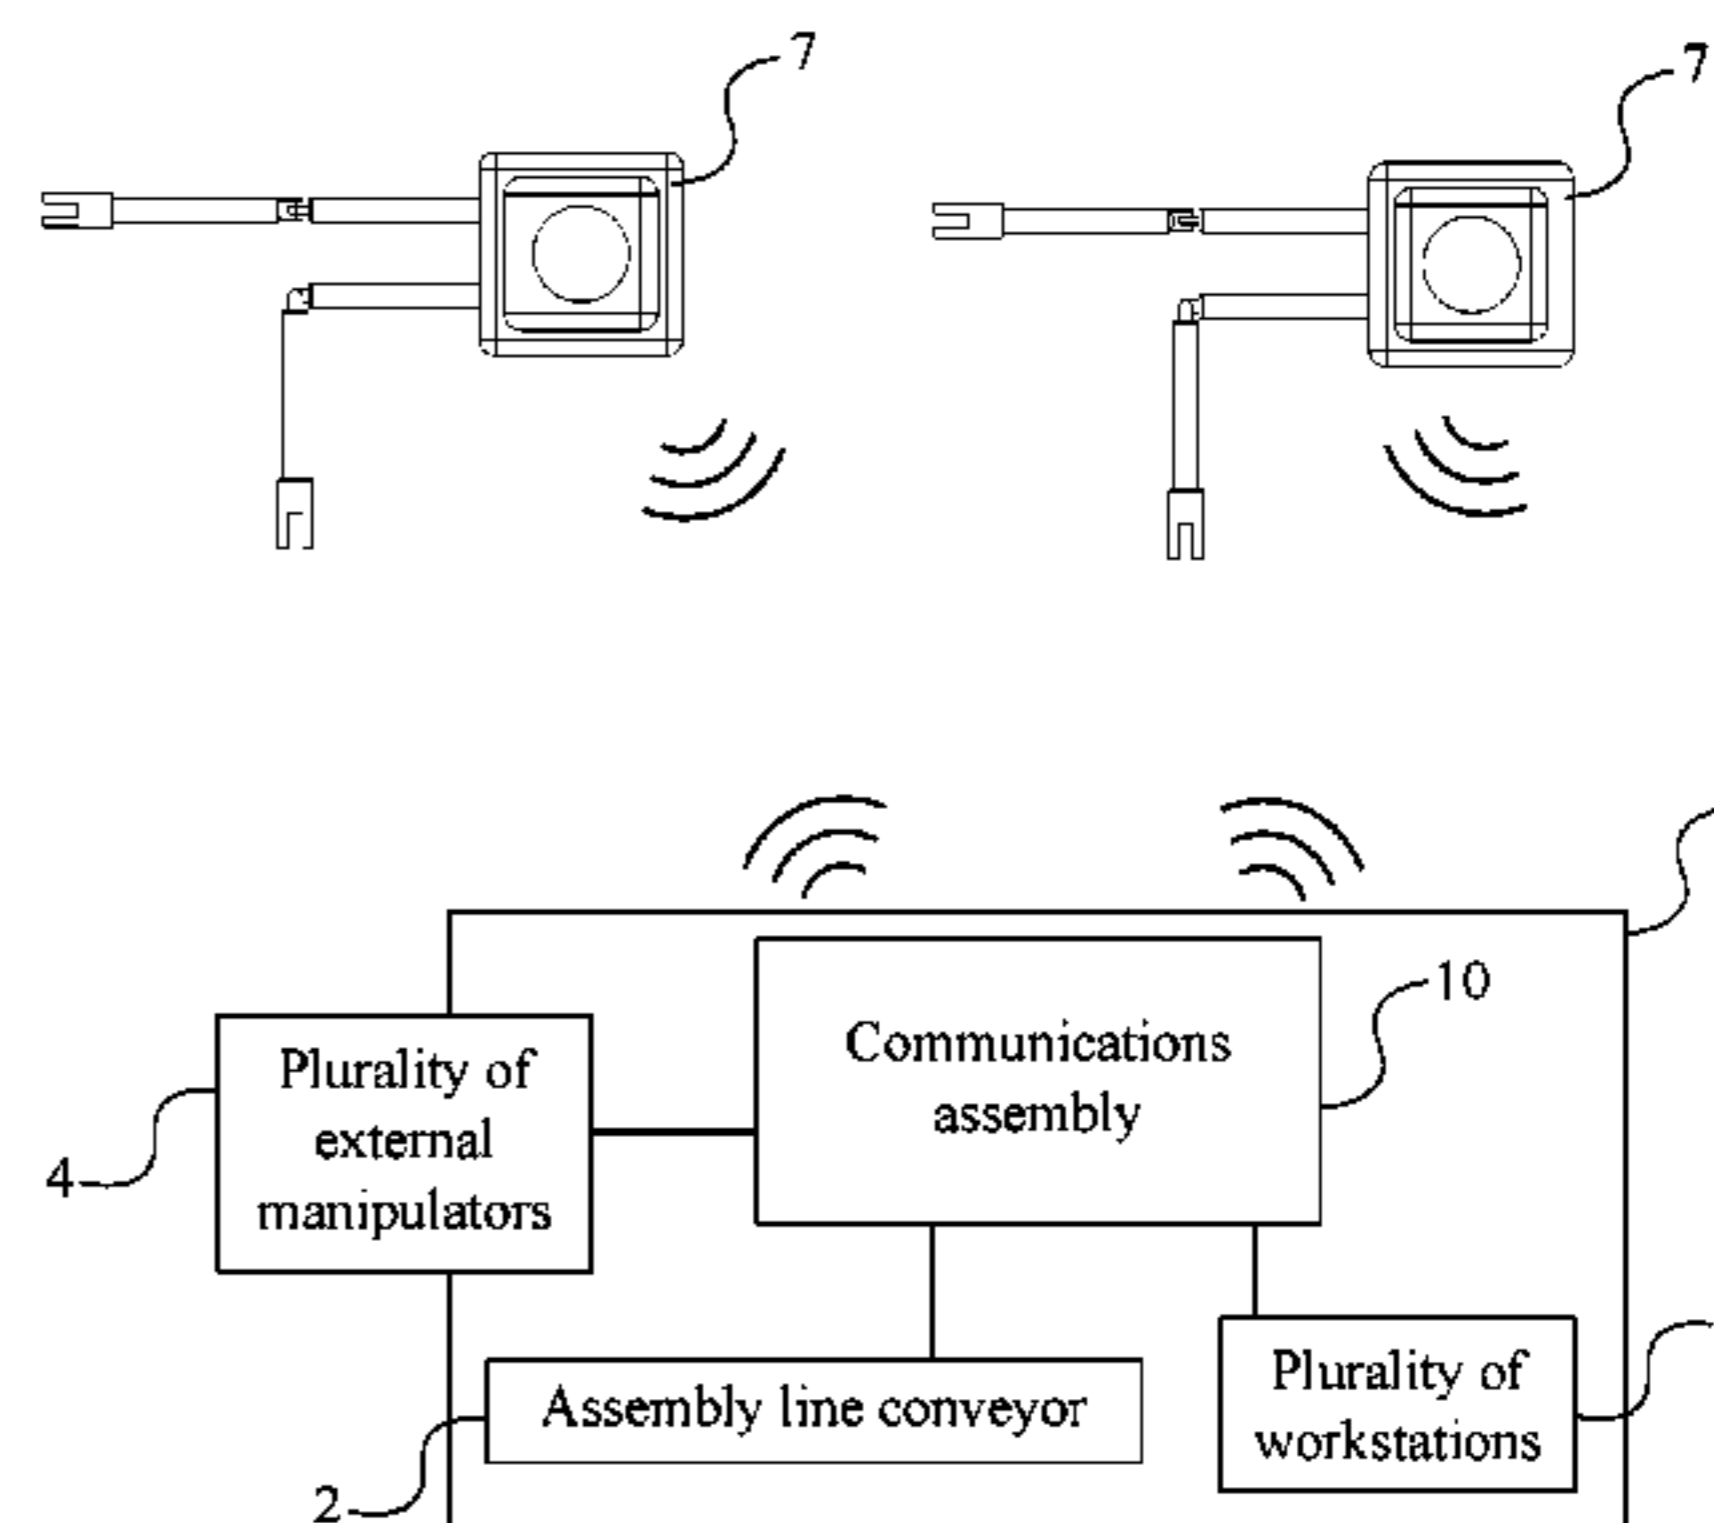 7
7
10
Communications
assembly
Plurality of
external
manipulators
4
Assembly line conveyor
2
Plurality of
workstations